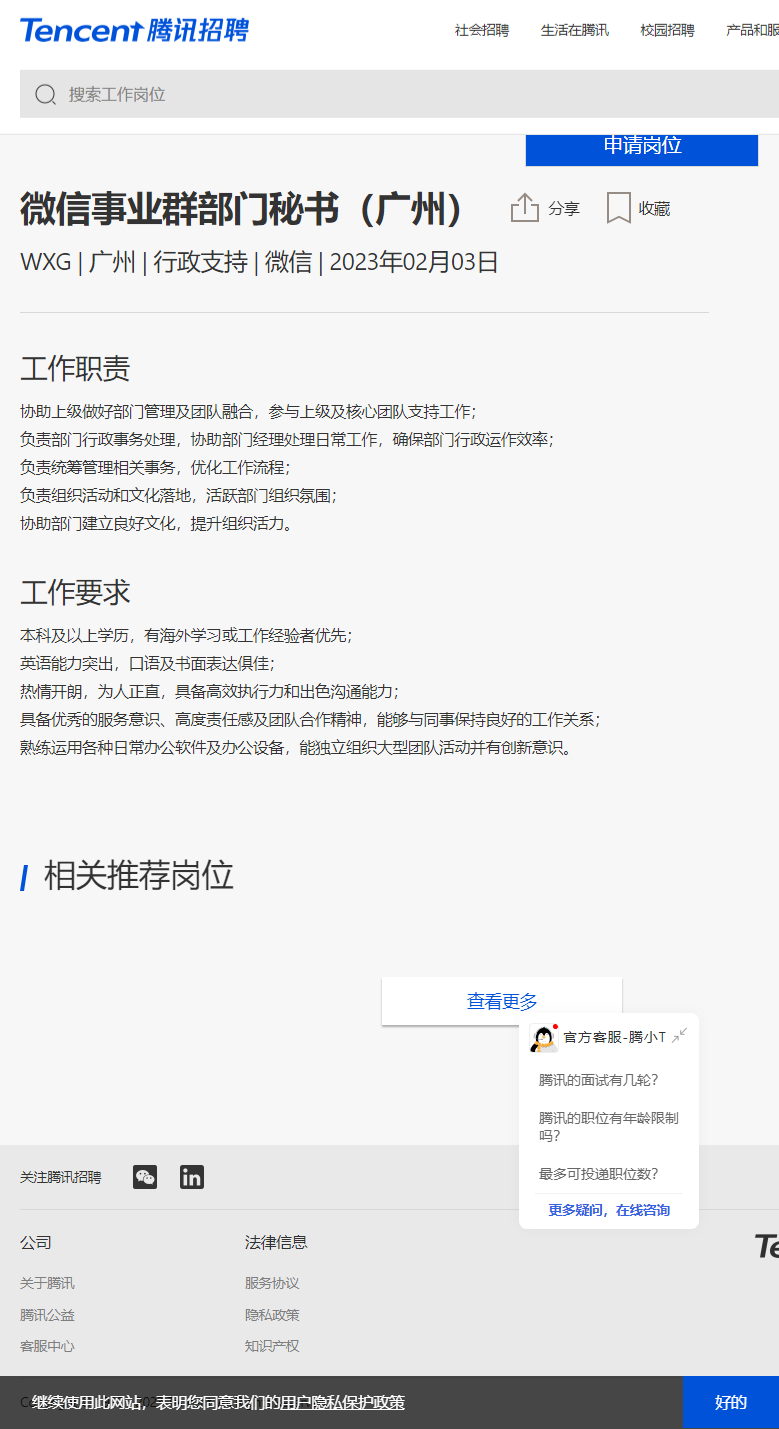 Tencent 腾讯招聘
社会招聘 生活在腾讯 校园招聘 产品和服
搜索工作岗位
申请岗位
微信事业群部门秘书（广州） 分享 收藏
WXG | 广州 | 行政支持 | 微信 | 2023年02月03日
工作职责
协助上级做好部门管理及团队融合，参与上级及核心团队支持工作；
负责部门行政事务处理，协助部门经理处理日常工作，确保部门行政运作效率；
负责统筹管理相关事务，优化工作流程；
负责组织活动和文化落地，活跃部门组织氛围；
协助部门建立良好文化，提升组织活力。
工作要求
本科及以上学历，有海外学习或工作经验者优先；
英语能力突出，口语及书面表达俱佳；
热情开朗，为人正直，具备高效执行力和出色沟通能力；
具备优秀的服务意识、高度责任感及团队合作精神，能够与同事保持良好的工作关系；
熟练运用各种日常办公软件及办公设备，能独立组织大型团队活动并有创新意识。
相关推荐岗位
查看更多
官方客服-腾小T
腾讯的面试有几轮？
腾讯的职位有年龄限制
吗？
最多可投递职位数？
更多疑问，在线咨询
关注腾讯招聘 in
公司 法律信息 Te
关于腾讯 服务协议
腾讯公益 隐私政策
客服中心 知识产权
继续使用此网站，表明您同意我们的用户隐私保护政策 好的